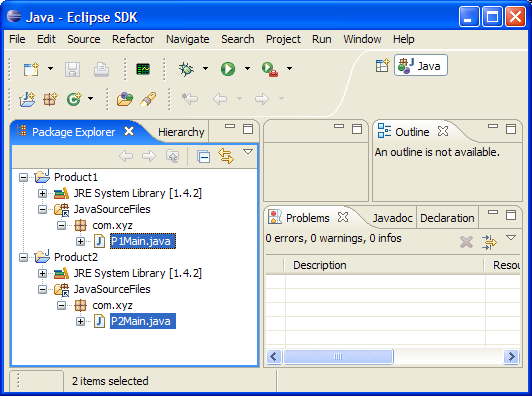 Java - Eclipse SDK
File Edit Source Refactor Navigate Search Project Run Window Help
Java
Package Explorer Hierarchy
Outline
An outline is not available.
Product1
JRE System Library [1.4.2]
JavaSourceFiles
com.xyz
P1Main.java
Product2
JRE System Library [1.4.2]
JavaSourceFiles
com.xyz
P2Main.java
Problems Javadoc Declaration
0 errors, 0 warnings, 0 infos
Description Resou
2 items selected